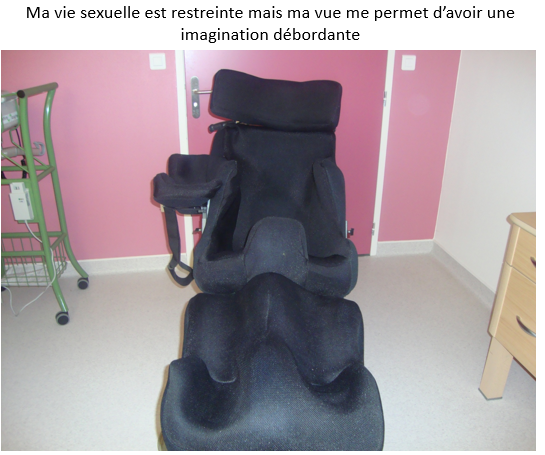 Ma vie sexuelle est restreinte mais ma vue me permet d’avoir une
imagination débordante